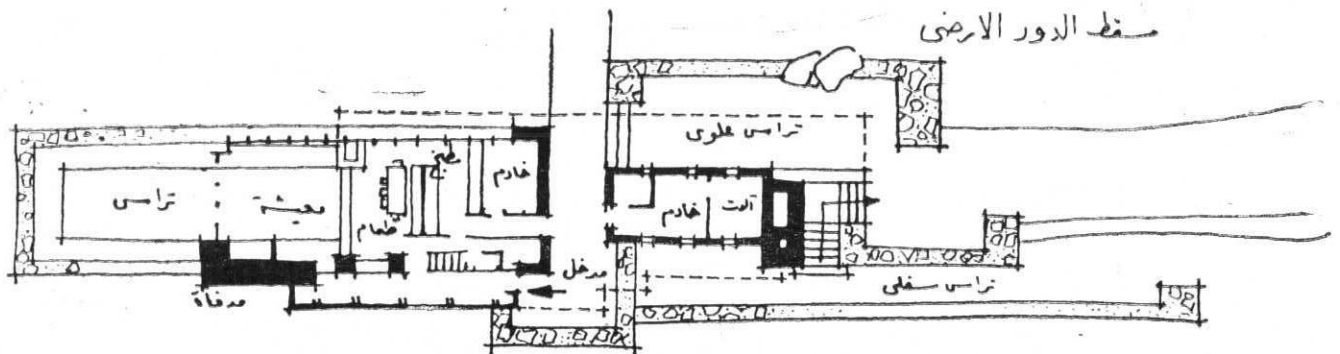 مسقط الدور الارضى
تراس علوى
مطبخ
خادم
تراس
معيشة
طعام
خادم
آلات
مدخل
تراس سفلى
مدفأة